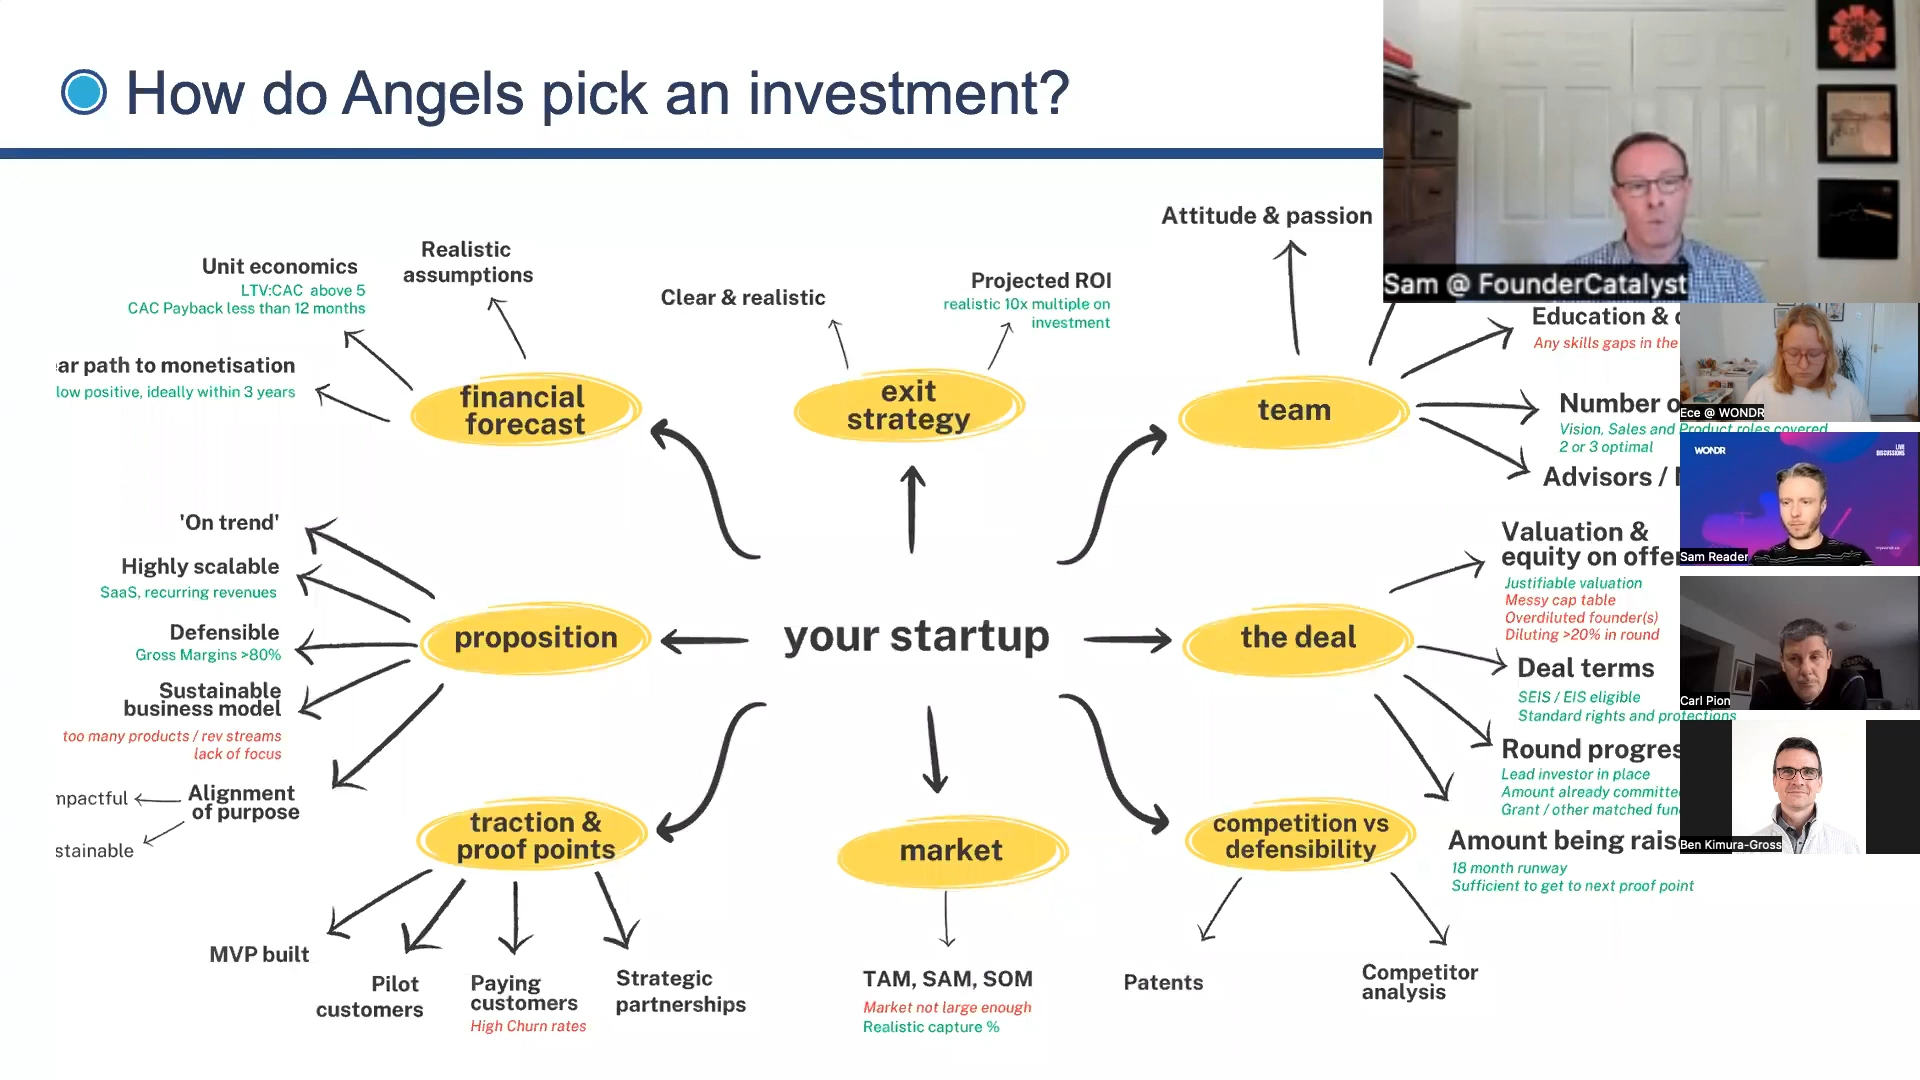 How do Angels pick an investment?
Sam @ FounderCatalyst
Attitude & passion
Unit economics
LTV:CAC above 5
CAC Payback less than 12 months
Realistic
assumptions
path to monetisation
positive, ideally within 3 years
financial
forecast
Clear & realistic
Projected ROI
realistic 10x multiple on
investment
exit
strategy
team
Education &
Any skills gaps in the
Number
Vision, Sales and Product roles covered
2 or 3 optimal
Advisors /
Ece @ WONDR
WONDR
LIVE
DISCUSSIONS
Sam Reader
Carl Pion
Ben Kimura-Gross
'On trend'
Highly scalable
SaaS, recurring revenues
Defensible
Gross Margins >80%
Sustainable
business model
too many products / rev streams
lack of focus
Alignment
of purpose
proposition
your startup
the deal
Valuation &
equity on
Justifiable valuation
Messy cap table
Overdiluted founder(s)
Diluting >20% in round
Deal terms
SEIS / EIS eligible
Standard rights and protections
Round
Lead investor in place
Amount already
Grant / other matched
Amount being
18 month runway
Sufficient to get to next proof point
traction &
proof points
MVP built
Pilot
customers
Paying
customers
High Churn rates
Strategic
partnerships
market
TAM, SAM, SOM
Market not large enough
Realistic capture %
competition vs
defensibility
Patents
Competitor
analysis